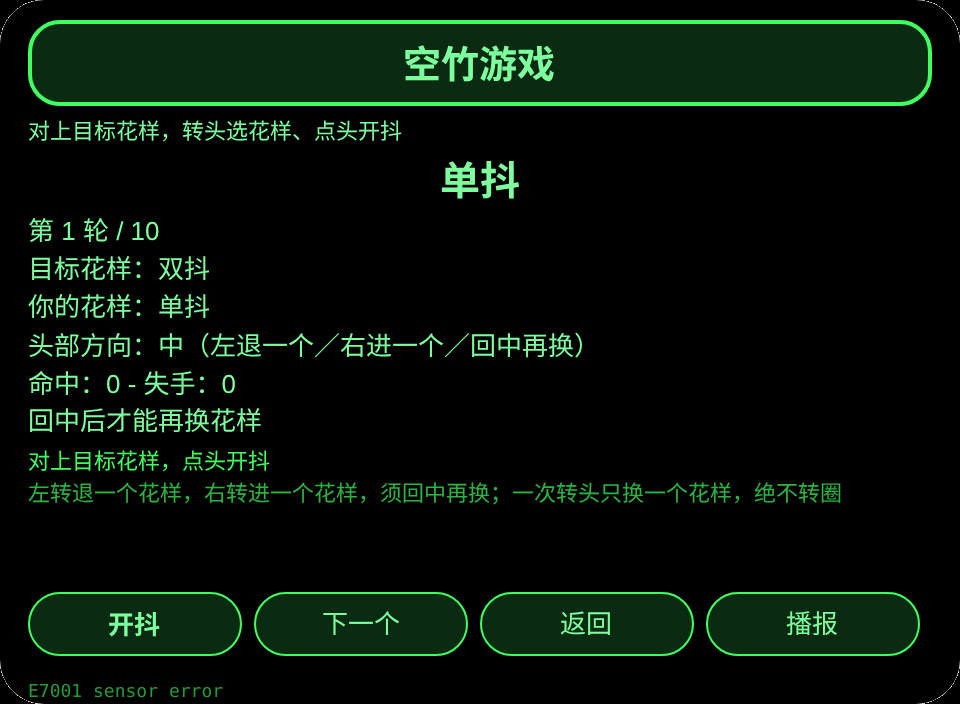 空竹游戏
对上目标花样，转头选花样、点头开抖
单抖
第 1 轮 / 10
目标花样：双抖
你的花样：单抖
头部方向：中（左退一个／右进一个／回中再换）
命中：0 - 失手：0
回中后才能再换花样
对上目标花样，点头开抖
左转退一个花样，右转进一个花样，须回中再换；一次转头只换一个花样，绝不转圈
开抖
下一个
返回
播报
E7001 sensor error